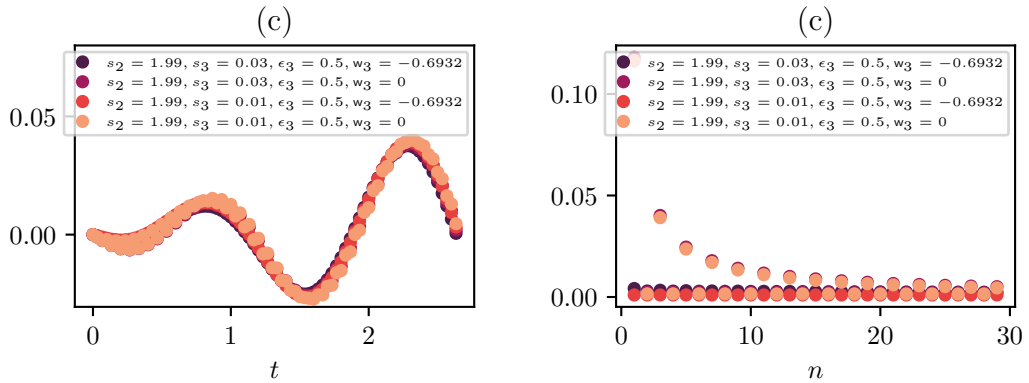 (c)
s₂ = 1.99, s₃ = 0.03, ϵ₃ = 0.5, w₃ = −0.6932
s₂ = 1.99, s₃ = 0.03, ϵ₃ = 0.5, w₃ = 0
s₂ = 1.99, s₃ = 0.01, ϵ₃ = 0.5, w₃ = −0.6932
s₂ = 1.99, s₃ = 0.01, ϵ₃ = 0.5, w₃ = 0
0.05
0.00
0 1 2
t
(c)
s₂ = 1.99, s₃ = 0.03, ϵ₃ = 0.5, w₃ = −0.6932
s₂ = 1.99, s₃ = 0.03, ϵ₃ = 0.5, w₃ = 0
s₂ = 1.99, s₃ = 0.01, ϵ₃ = 0.5, w₃ = −0.6932
s₂ = 1.99, s₃ = 0.01, ϵ₃ = 0.5, w₃ = 0
0.10
0.05
0.00
0 10 20 30
n